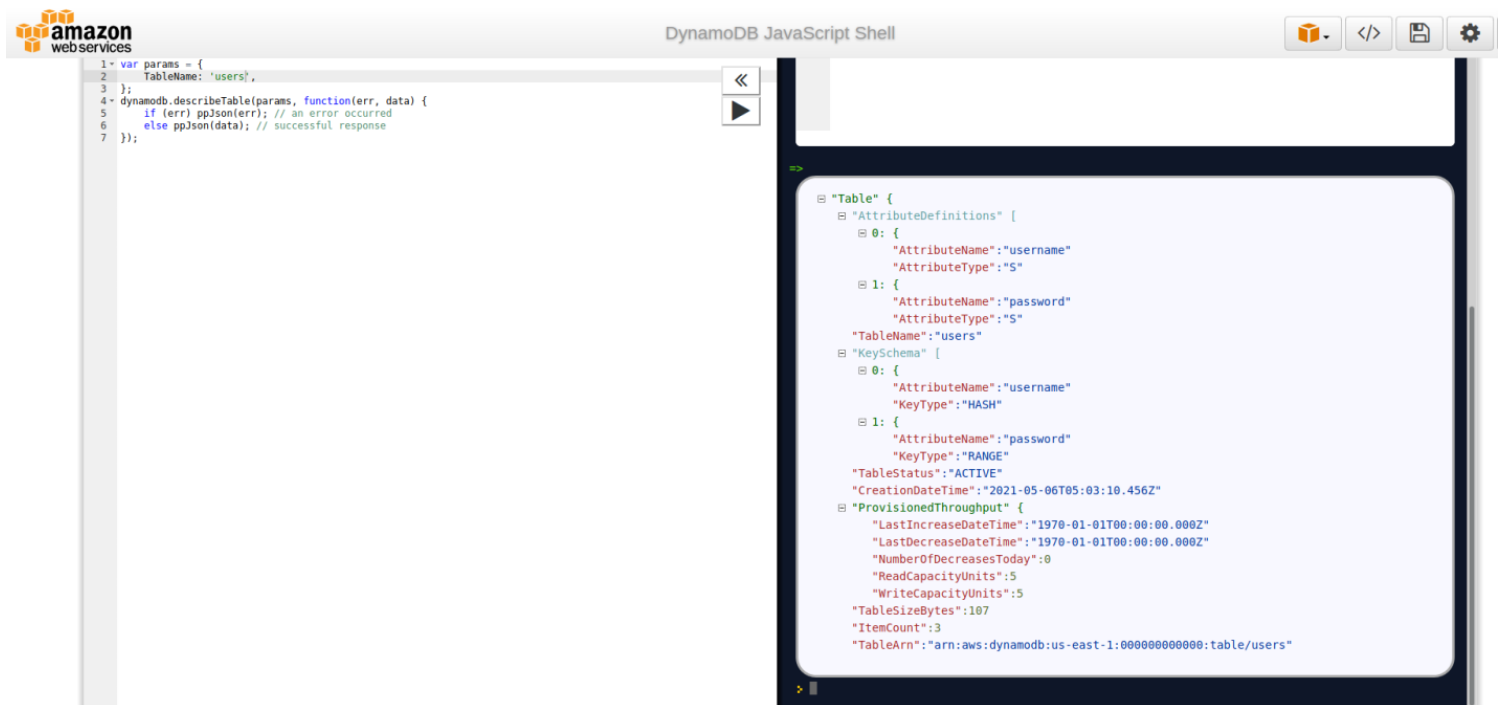 amazon
webservices
DynamoDB JavaScript Shell
</>
1 var params = {
2     TableName: 'users',
3 };
4 dynamodb.describeTable(params, function(err, data) {
5     if (err) ppJson(err); // an error occurred
6     else ppJson(data); // successful response
7 });
=>
"Table" {
"AttributeDefinitions" [
0: {
"AttributeName":"username"
"AttributeType":"S"
1: {
"AttributeName":"password"
"AttributeType":"S"
"TableName":"users"
"KeySchema" [
0: {
"AttributeName":"username"
"KeyType":"HASH"
1: {
"AttributeName":"password"
"KeyType":"RANGE"
"TableStatus":"ACTIVE"
"CreationDateTime":"2021-05-06T05:03:10.456Z"
"ProvisionedThroughput" {
"LastIncreaseDateTime":"1970-01-01T00:00:00.000Z"
"LastDecreaseDateTime":"1970-01-01T00:00:00.000Z"
"NumberOfDecreasesToday":0
"ReadCapacityUnits":5
"WriteCapacityUnits":5
"TableSizeBytes":107
"ItemCount":3
"TableArn":"arn:aws:dynamodb:us-east-1:000000000000:table/users"
>